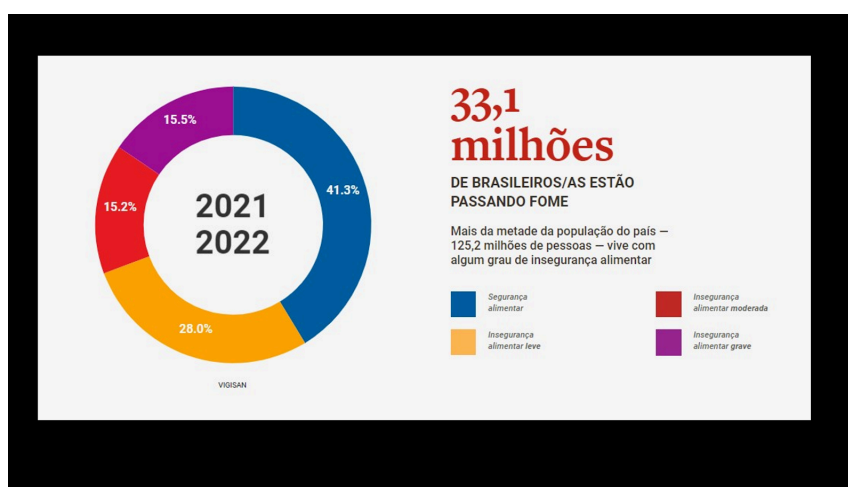 15.5%
41.3%
15.2%
28.0%
2021
2022
VIGISAN
33,1
milhões
DE BRASILEIROS/AS ESTÃO
PASSANDO FOME
Mais da metade da população do país —
125,2 milhões de pessoas — vive com
algum grau de insegurança alimentar
Segurança
alimentar
Insegurança
alimentar leve
Insegurança
alimentar moderada
Insegurança
alimentar grave